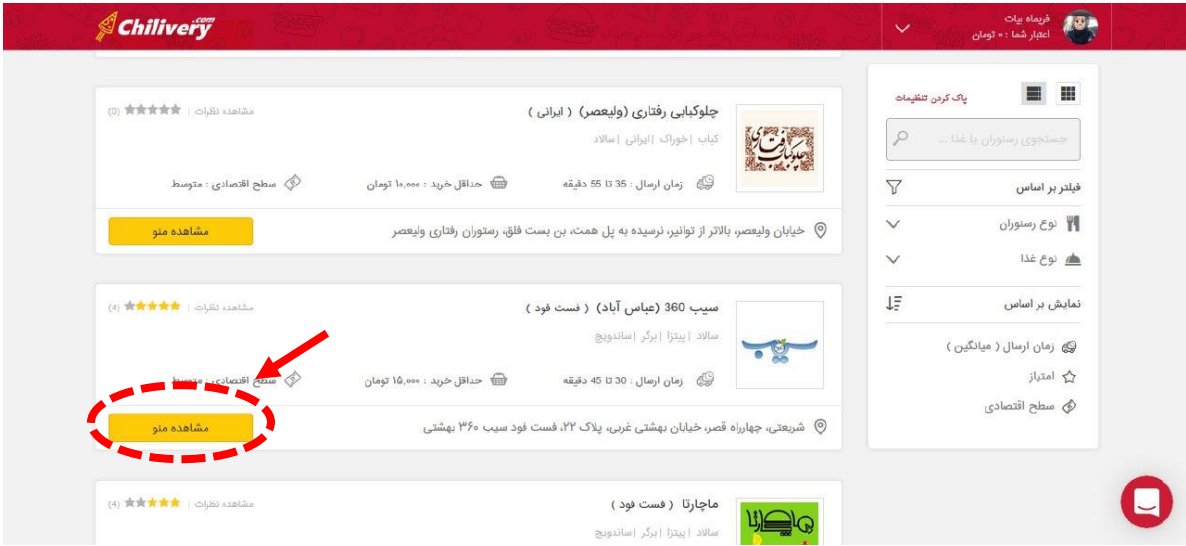 Chilivery.com
فریماه بیات
اعتبار شما : ۰ تومان
پاک کردن تنظیمات
جستجوی رستوران یا غذا ...
فیلتر بر اساس
نوع رستوران
نوع غذا
نمایش بر اساس
زمان ارسال ( میانگین )
امتیاز
سطح اقتصادی
چلوکبابی رفتاری (ولیعصر) ( ایرانی )
مشاهده نظرات | (0)
کباب | خوراک | ایرانی | سالاد
چلوکباب رفتاری
زمان ارسال : 35 تا 55 دقیقه
حداقل خرید : ۱۰,۰۰۰ تومان
سطح اقتصادی : متوسط
خیابان ولیعصر، بالاتر از توانیر، نرسیده به پل همت، بن بست قلق، رستوران رفتاری ولیعصر
مشاهده منو
سیب 360 (عباس آباد) ( فست فود )
مشاهده نظرات | (4)
سالاد | پیتزا | برگر | ساندویچ
سیب
زمان ارسال : 30 تا 45 دقیقه
حداقل خرید : ۱۵,۰۰۰ تومان
سطح اقتصادی : متوسط
شریعتی، چهارراه قصر، خیابان بهشتی غربی، پلاک ۲۲، فست فود سیب ۳۶۰ بهشتی
مشاهده منو
ماچارتا ( فست فود )
مشاهده نظرات | (4)
سالاد | پیتزا | برگر | ساندویچ
ماچارتا